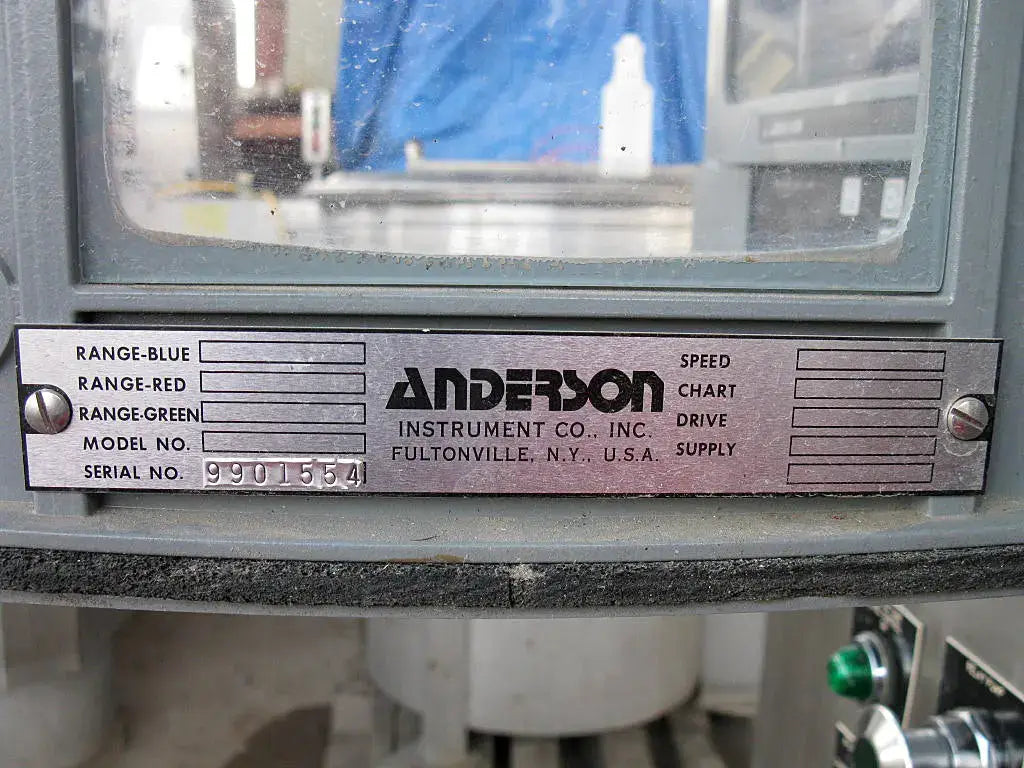 RANGE-BLUE
RANGE-RED
RANGE-GREEN
MODEL NO.
SERIAL NO. 9901554
ANDERSON
INSTRUMENT CO., INC.
FULTONVILLE, N.Y., U.S.A.
SPEED
CHART
DRIVE
SUPPLY